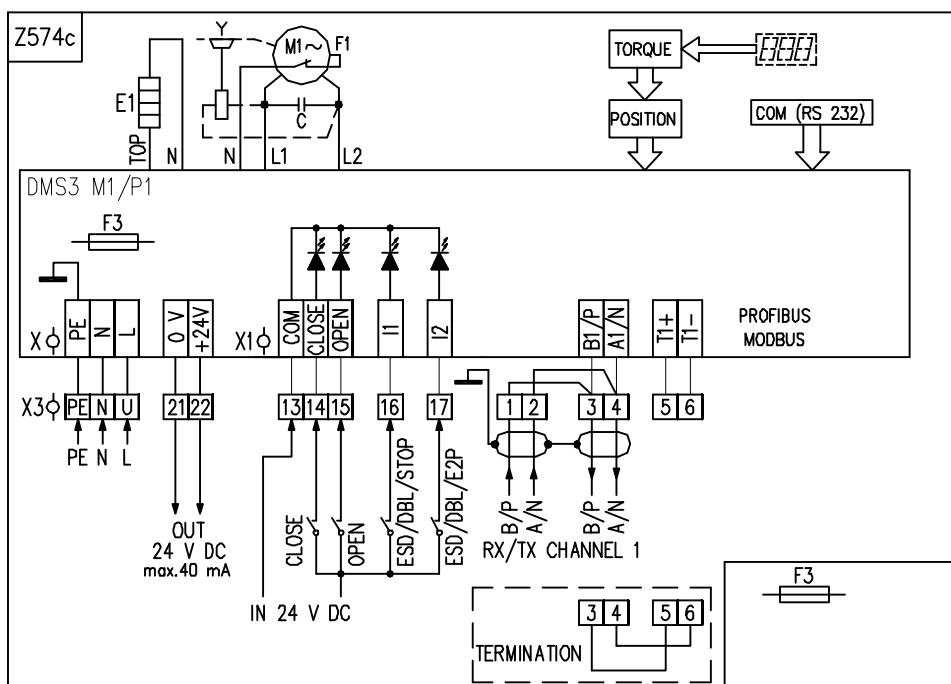 Z574c
Y
M1~
F1
E1
C
TOP
N
N
L1
L2
TORQUE
POSITION
COM (RS 232)
DMS3 M1/P1
F3
X
PE
N
L
0 V
+24V
X1
COM
CLOSE
OPEN
I1
I2
B1/P
A1/N
T1+
T1-
PROFIBUS
MODBUS
X3
PE
N
U
21
22
13
14
15
16
17
1
2
3
4
5
6
PE N L
OUT
24 V DC
max.40 mA
CLOSE
OPEN
ESD/DBL/STOP
ESD/DBL/E2P
B/P
A/N
B/P
A/N
RX/TX CHANNEL 1
IN 24 V DC
TERMINATION
3
4
5
6
F3